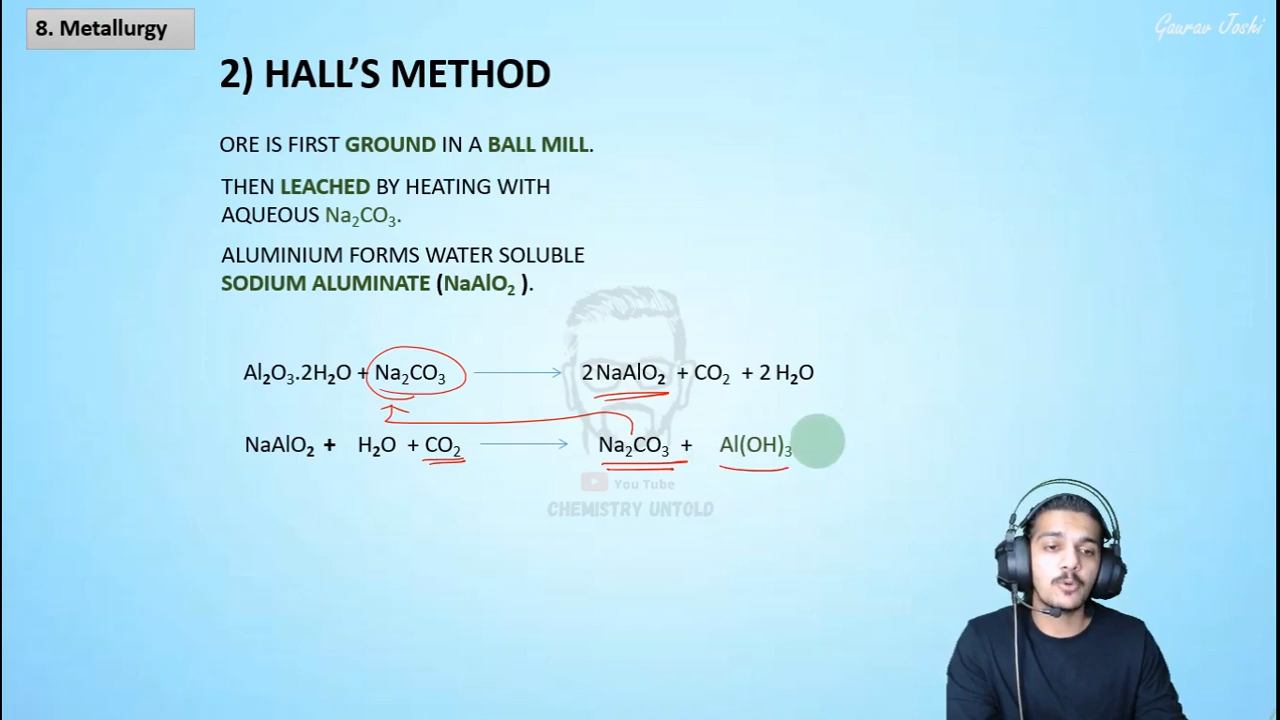 8. Metallurgy
Gaurav Joshi
2) HALL’S METHOD
ORE IS FIRST GROUND IN A BALL MILL.
THEN LEACHED BY HEATING WITH
AQUEOUS Na₂CO₃.
ALUMINIUM FORMS WATER SOLUBLE
SODIUM ALUMINATE (NaAlO₂ ).
Al₂O₃.2H₂O + Na₂CO₃ → 2 NaAlO₂ + CO₂ + 2 H₂O
NaAlO₂ + H₂O + CO₂ → Na₂CO₃ + Al(OH)₃
You Tube
CHEMISTRY UNTOLD